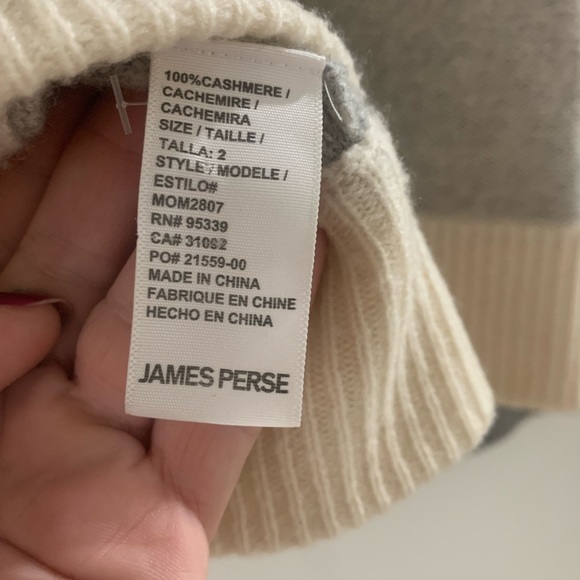 100%CASHMERE /
CACHEMIRE /
CACHEMIRA
SIZE / TAILLE /
TALLA: 2
STYLE / MODELE /
ESTILO#
MOM2807
RN# 95339
CA# 31092
PO# 21559-00
MADE IN CHINA
FABRIQUE EN CHINE
HECHO EN CHINA
JAMES PERSE